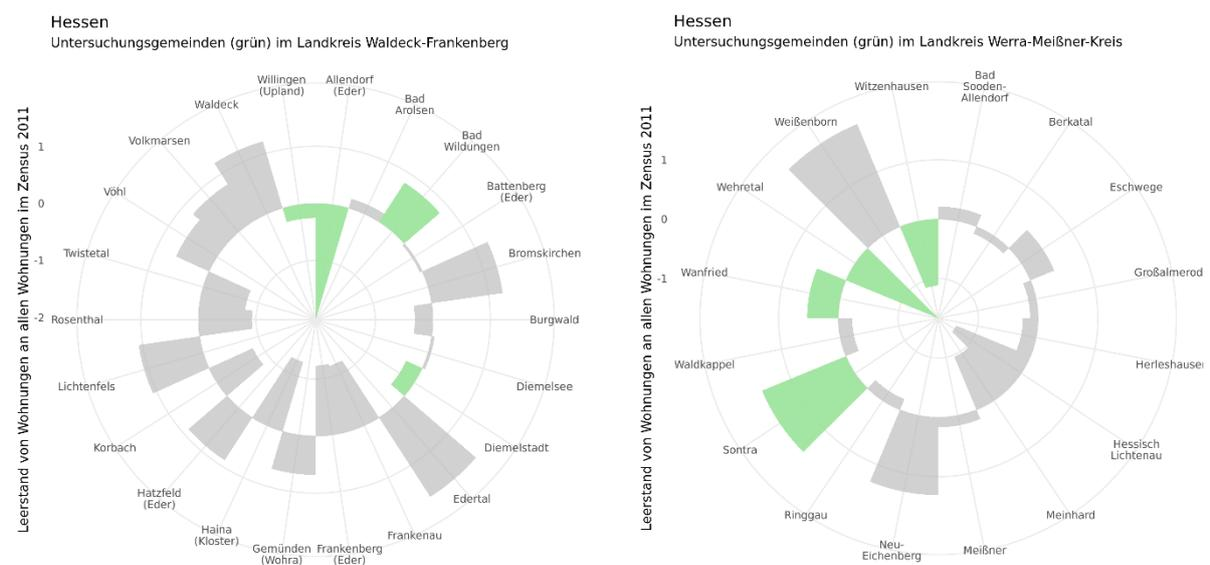 Hessen
Untersuchungsgemeinden (grün) im Landkreis Waldeck-Frankenberg
Leerstand von Wohnungen an allen Wohnungen im Zensus 2011
1
0
-1
-2
Willingen
(Upland)
Allendorf
(Eder)
Bad
Arolsen
Bad
Wildungen
Battenberg
(Eder)
Bromskirchen
Burgwald
Diemelsee
Diemelstadt
Edertal
Frankenau
Frankenberg
(Eder)
Gemünden
(Wohra)
Haina
(Kloster)
Hatzfeld
(Eder)
Korbach
Lichtenfels
Rosenthal
Twistetal
Vöhl
Volkmarsen
Waldeck
Hessen
Untersuchungsgemeinden (grün) im Landkreis Werra-Meißner-Kreis
Leerstand von Wohnungen an allen Wohnungen im Zensus 2011
1
0
-1
Witzenhausen
Bad
Sooden-
Allendorf
Berkatal
Eschwege
Großalmerod
Herleshauser
Hessisch
Lichtenau
Meinhard
Meißner
Neu-
Eichenberg
Ringgau
Sontra
Waldkappel
Wanfried
Wehretal
Weißenborn